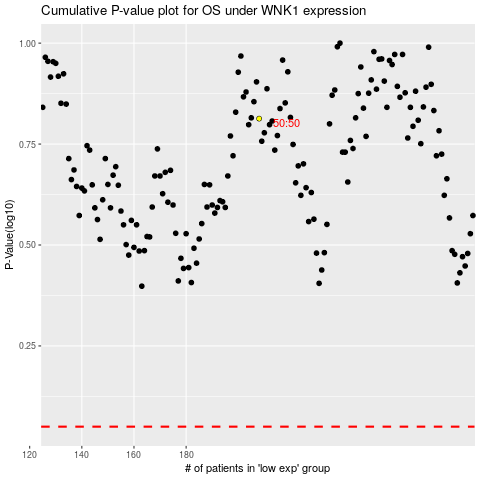 Cumulative P-value plot for OS under WNK1 expression
P-Value(log10)
1.00
0.75
50:50
0.50
0.25
120 140 160 180
# of patients in 'low exp' group